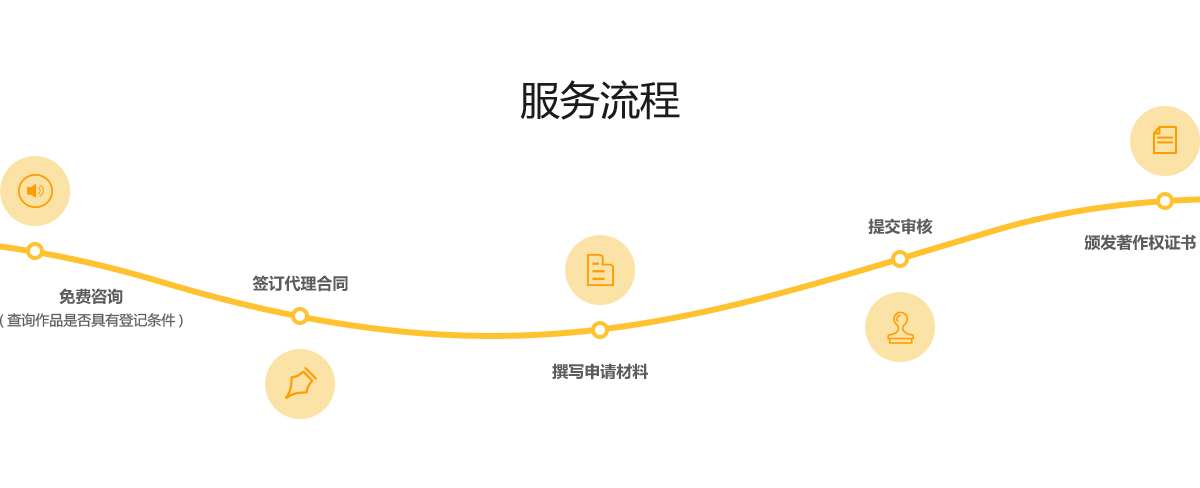 服务流程
免费咨询
( 查询作品是否具有登记条件 )
签订代理合同
撰写申请材料
提交审核
颁发著作权证书